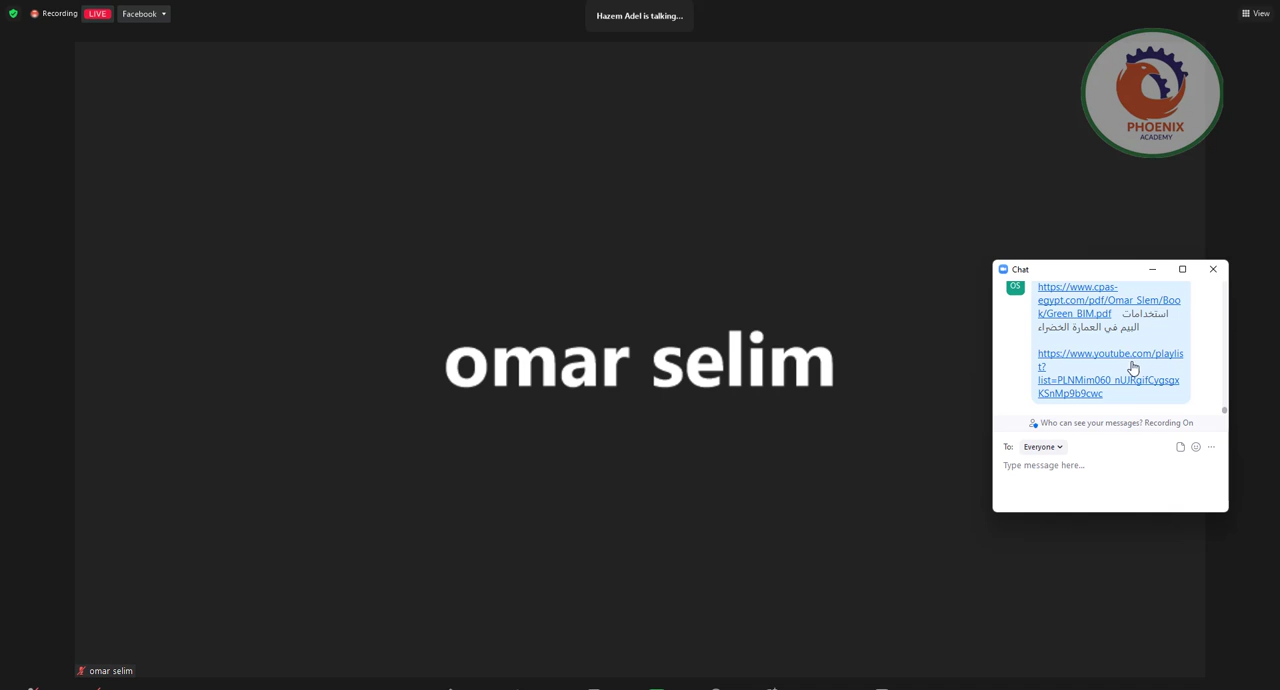 Recording LIVE Facebook
Hazem Adel is talking...
View
PHOENIX
ACADEMY
omar selim
Chat
OS
https://www.cpas-
egypt.com/pdf/Omar_Slem/Boo
k/Green_BIM.pdf استخدامات
البيم في العمارة الخضراء
https://www.youtube.com/playlis
t?
list=PLNMim060_nUJRgifCygsgx
KSnMp9b9cwc
Who can see your messages? Recording On
To: Everyone
Type message here...
omar selim